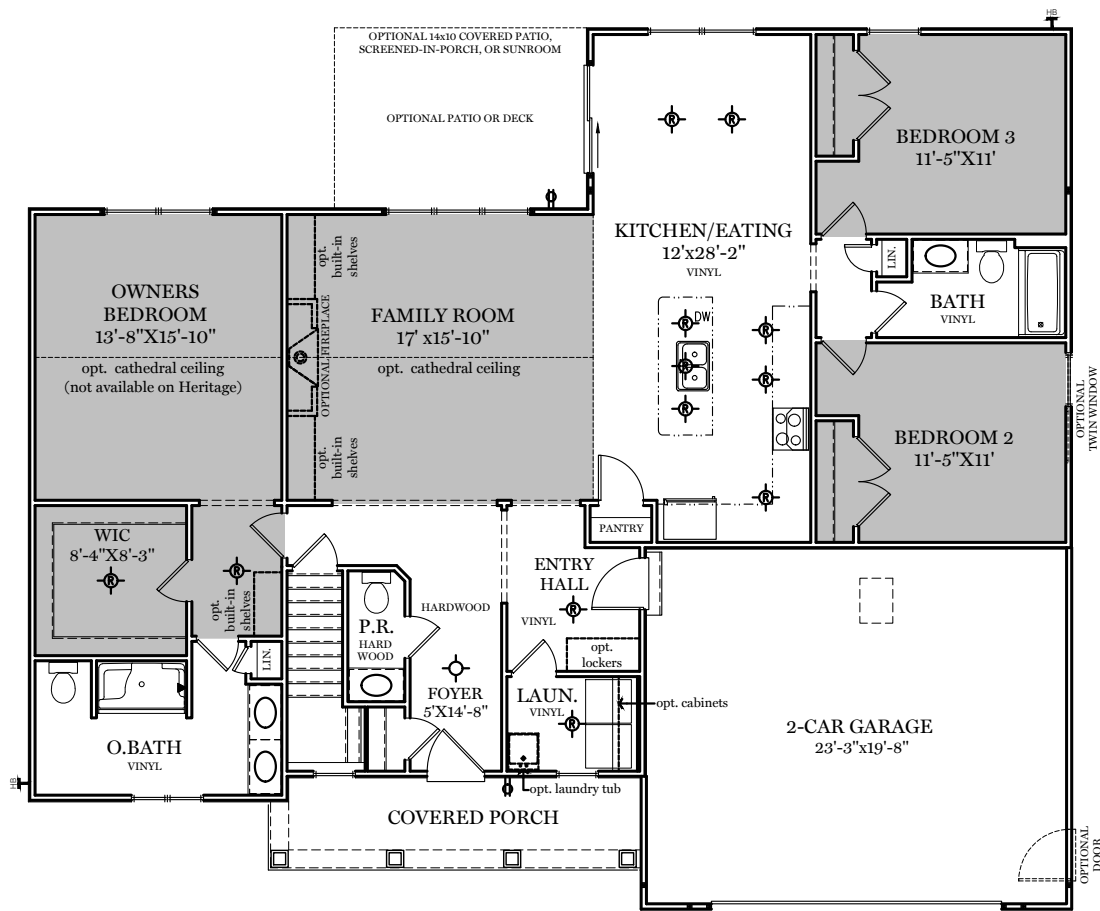 HB
OPTIONAL 14x10 COVERED PATIO,
SCREENED-IN-PORCH, OR SUNROOM
OPTIONAL PATIO OR DECK
R
R
BEDROOM 3
11'-5"X11'
KITCHEN/EATING
12'x28'-2"
VINYL
LIN.
BATH
VINYL
OWNERS
BEDROOM
13'-8"X15'-10"
opt. cathedral ceiling
(not available on Heritage)
opt.
built-in
shelves
OPTIONAL FIREPLACE
opt.
built-in
shelves
FAMILY ROOM
17' x15'-10"
opt. cathedral ceiling
R
DW
R
R
R
R
R
BEDROOM 2
11'-5"X11'
OPTIONAL
TWIN WINDOW
PANTRY
WIC
8'-4"X8'-3"
R
R
opt.
built-in
shelves
LIN.
P.R.
HARD
WOOD
HARDWOOD
FOYER
5'X14'-8"
ENTRY
HALL
R
VINYL
opt.
lockers
LAUN.
VINYL
R
opt. cabinets
opt. laundry tub
2-CAR GARAGE
23'-3"x19'-8"
O.BATH
VINYL
HB
COVERED PORCH
OPTIONAL
DOOR